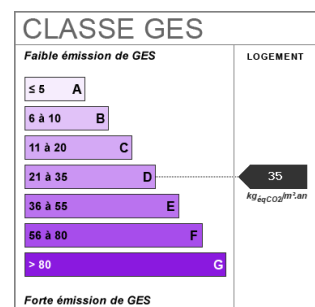 CLASSE GES
Faible émission de GES
LOGEMENT
≤ 5 A
6 à 10 B
11 à 20 C
21 à 35 D
35
kgéqCO2/m².an
36 à 55 E
56 à 80 F
> 80 G
Forte émission de GES